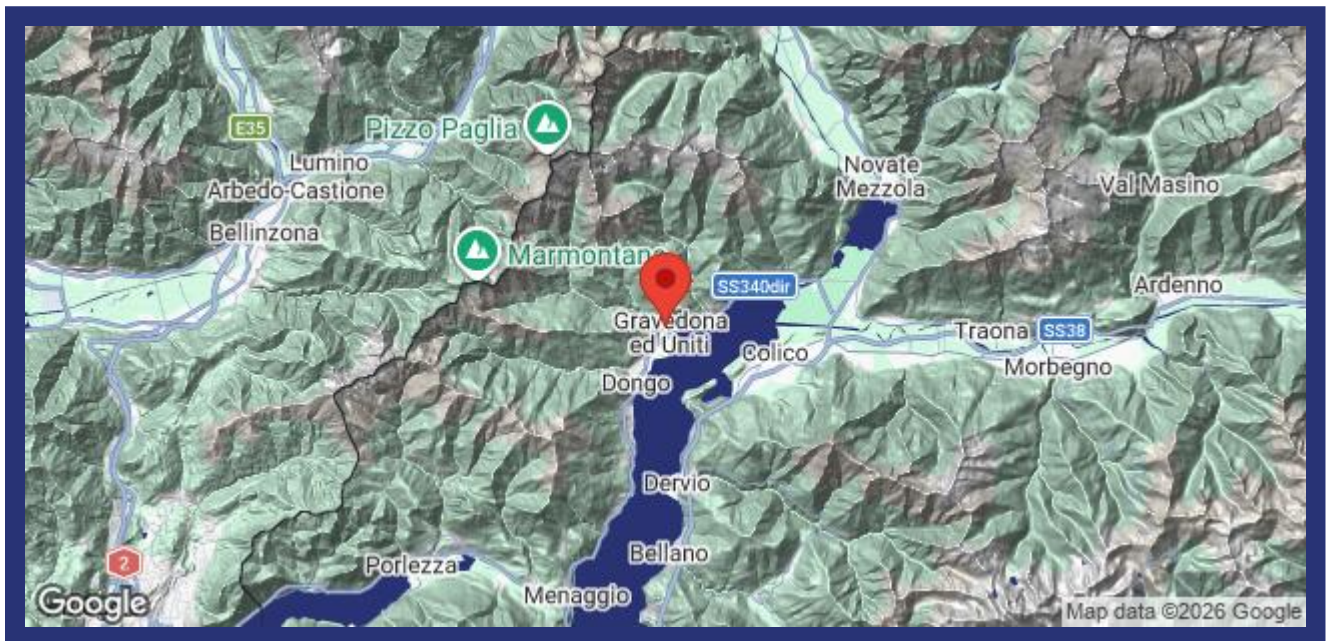 E35
Pizzo Paglia
Lumino
Arbedo-Castione
Bellinzona
Novate
Mezzola
Val Masino
Marmontana
SS340dir
Ardenno
Gravedona
ed Uniti
Traona
SS38
Colico
Morbegno
Dongo
Dervio
Bellano
Porlezza
Menaggio
2
Google
Map data ©2026 Google